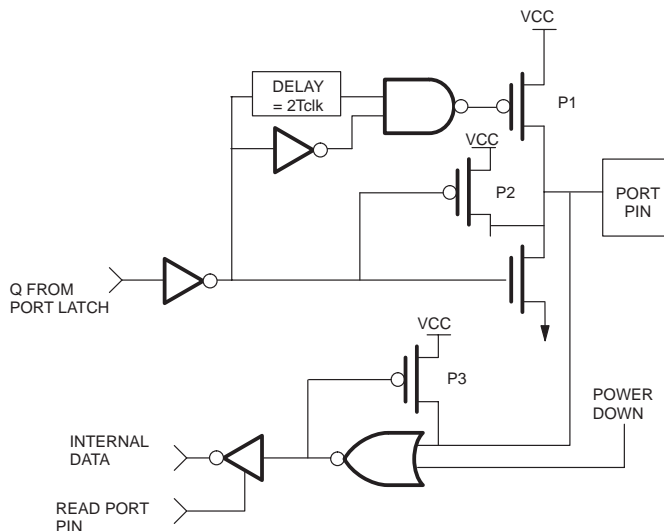 VCC
DELAY
= 2Tclk
P1
VCC
P2
PORT
PIN
Q FROM
PORT LATCH
VCC
P3
POWER
DOWN
INTERNAL
DATA
READ PORT
PIN